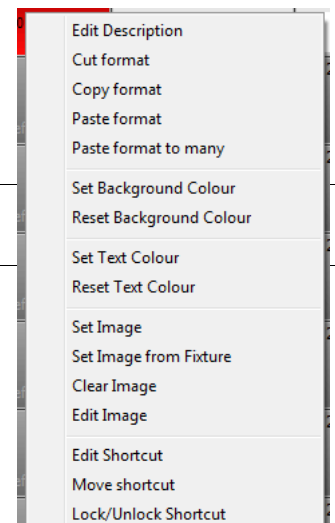 Edit Description
Cut format
Copy format
Paste format
Paste format to many
Set Background Colour
Reset Background Colour
Set Text Colour
Reset Text Colour
Set Image
Set Image from Fixture
Clear Image
Edit Image
Edit Shortcut
Move shortcut
Lock/Unlock Shortcut